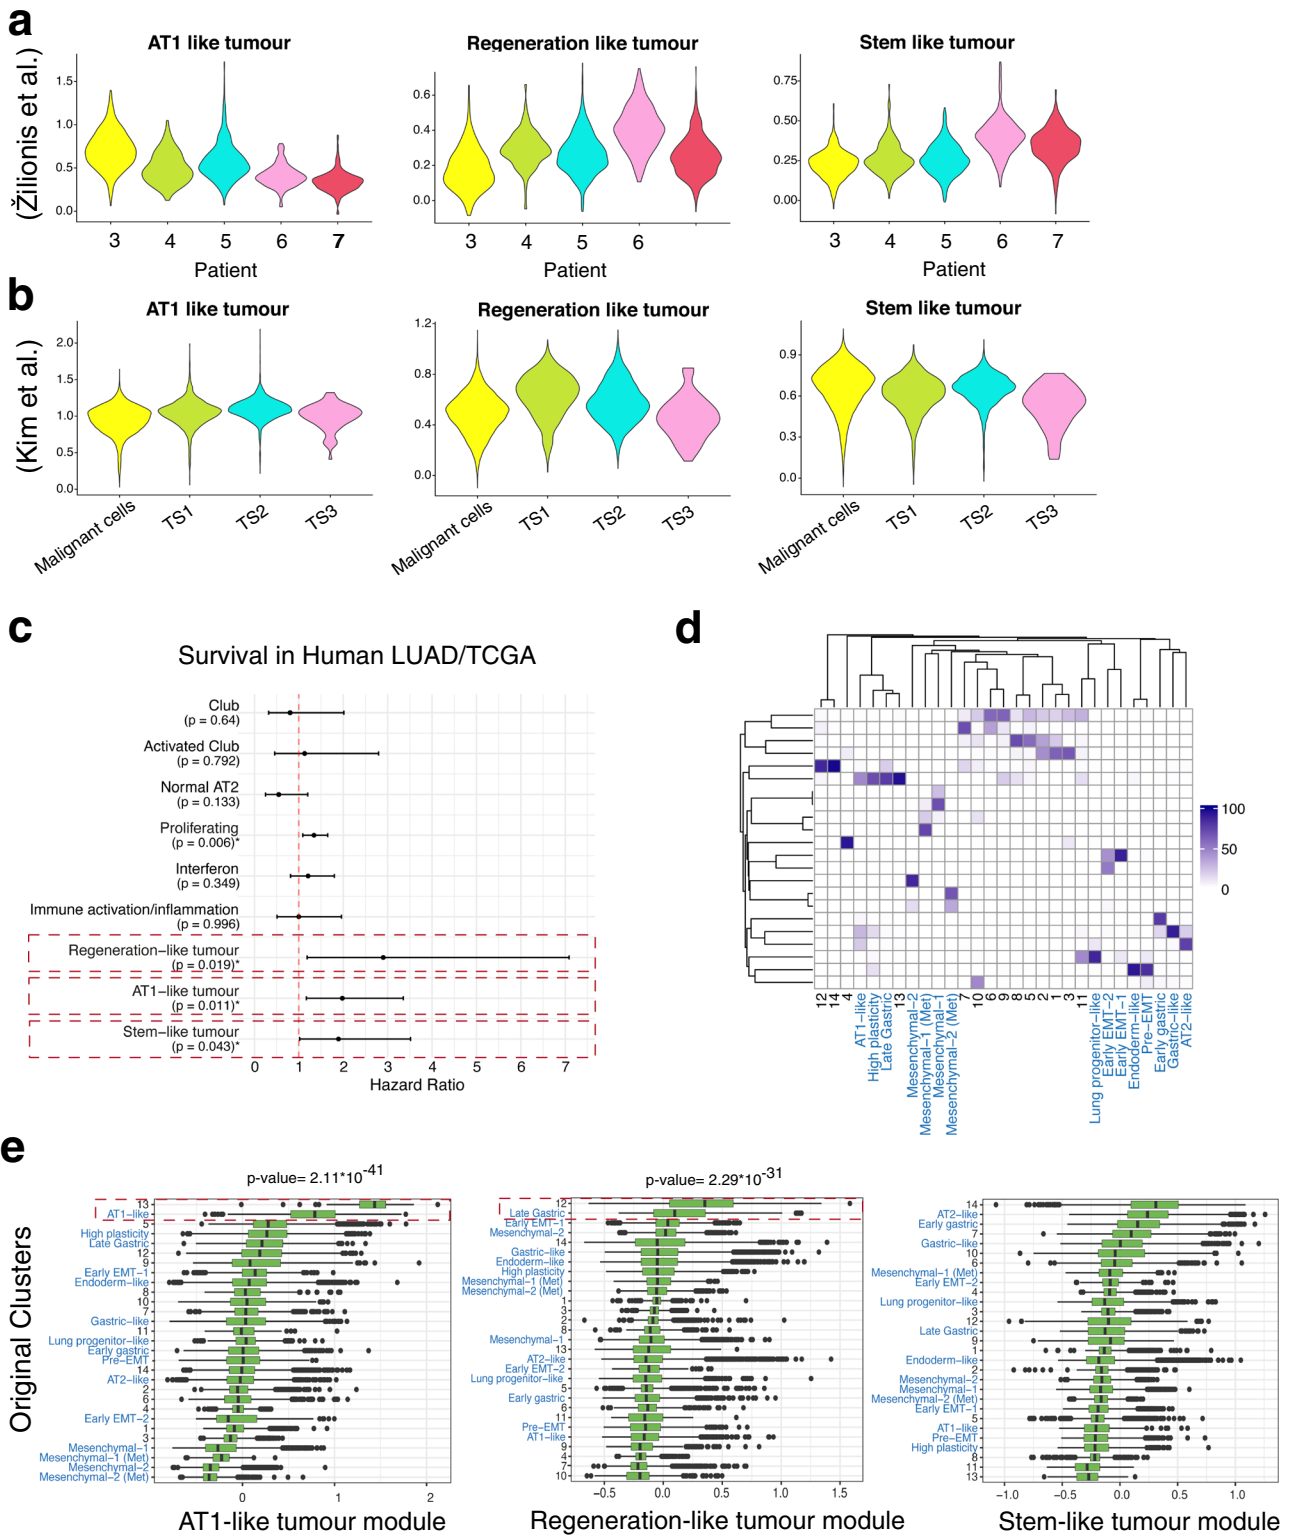 a
AT1 like tumour
Regeneration like tumour
Stem like tumour
(Žilionis et al.)
1.5
1.0
0.5
0.0
0.6
0.4
0.2
0.0
0.75
0.50
0.25
0.00
3 4 5 6 7
3 4 5 6
3 4 5 6 7
Patient
Patient
Patient
b
AT1 like tumour
Regeneration like tumour
Stem like tumour
(Kim et al.)
2.0
1.5
1.0
0.5
0.0
1.2
0.8
0.4
0.0
0.9
0.6
0.3
0.0
Malignant cells TS1 TS2 TS3
Malignant cells TS1 TS2 TS3
Malignant cells TS1 TS2 TS3
c
Survival in Human LUAD/TCGA
Club
(p = 0.64)
Activated Club
(p = 0.792)
Normal AT2
(p = 0.133)
Proliferating
(p = 0.006)*
Interferon
(p = 0.349)
Immune activation/inflammation
(p = 0.996)
Regeneration−like tumour
(p = 0.019)*
AT1−like tumour
(p = 0.011)*
Stem−like tumour
(p = 0.043)*
0 1 2 3 4 5 6 7
Hazard Ratio
d
100
50
0
12
14
4
AT1−like
High plasticity
Late Gastric
13
Mesenchymal−2
Mesenchymal−1 (Met)
Mesenchymal−1
Mesenchymal−2 (Met)
7
10
6
9
8
5
2
1
3
11
Lung progenitor−like
Early EMT−2
Early EMT−1
Endoderm−like
Pre−EMT
Early gastric
Gastric−like
AT2−like
e
Original Clusters
p-value= 2.11*10-41
13
AT1−like
5
High plasticity
Late Gastric
12
9
Early EMT−1
Endoderm−like
8
10
7
Gastric−like
11
Lung progenitor−like
Early gastric
Pre−EMT
14
AT2−like
2
6
4
Early EMT−2
1
3
Mesenchymal−1
Mesenchymal−1 (Met)
Mesenchymal−2
Mesenchymal−2 (Met)
0 1 2
AT1-like tumour module
p-value= 2.29*10-31
12
Late Gastric
Early EMT−1
Mesenchymal−2
14
Gastric−like
Endoderm−like
High plasticity
Mesenchymal−1 (Met)
Mesenchymal−2 (Met)
1
3
2
8
Mesenchymal−1
13
AT2−like
Early EMT−2
Lung progenitor−like
5
Early gastric
6
11
Pre−EMT
AT1−like
9
4
7
10
−0.5 0.0 0.5 1.0 1.5
Regeneration-like tumour module
14
AT2−like
Early gastric
7
Gastric−like
10
6
Mesenchymal−1 (Met)
Early EMT−2
4
Lung progenitor−like
3
12
Late Gastric
9
1
Endoderm−like
2
Mesenchymal−2
Mesenchymal−1
Mesenchymal−2 (Met)
Early EMT−1
5
AT1−like
Pre−EMT
High plasticity
8
11
13
−1.0 −0.5 0.0 0.5 1.0
Stem-like tumour module